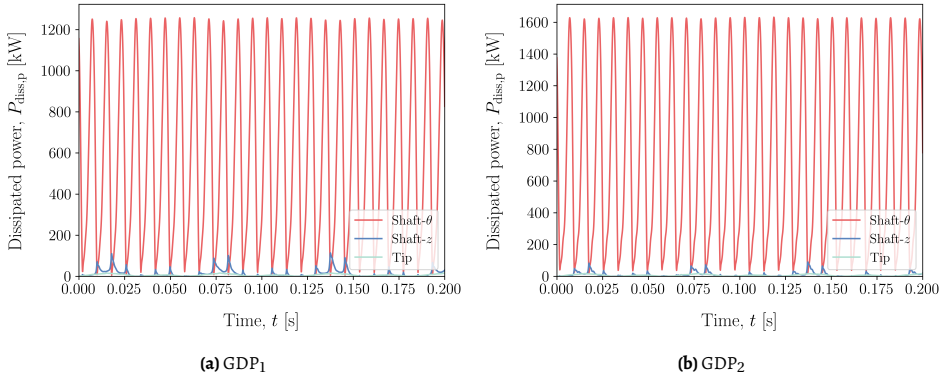 Dissipated power, P_diss,p [kW]
1200
1000
800
600
400
200
0
Shaft-θ
Shaft-z
Tip
0.000 0.025 0.050 0.075 0.100 0.125 0.150 0.175 0.200
Time, t [s]
(a) GDP₁
Dissipated power, P_diss,p [kW]
1600
1400
1200
1000
800
600
400
200
0
Shaft-θ
Shaft-z
Tip
0.000 0.025 0.050 0.075 0.100 0.125 0.150 0.175 0.200
Time, t [s]
(b) GDP₂